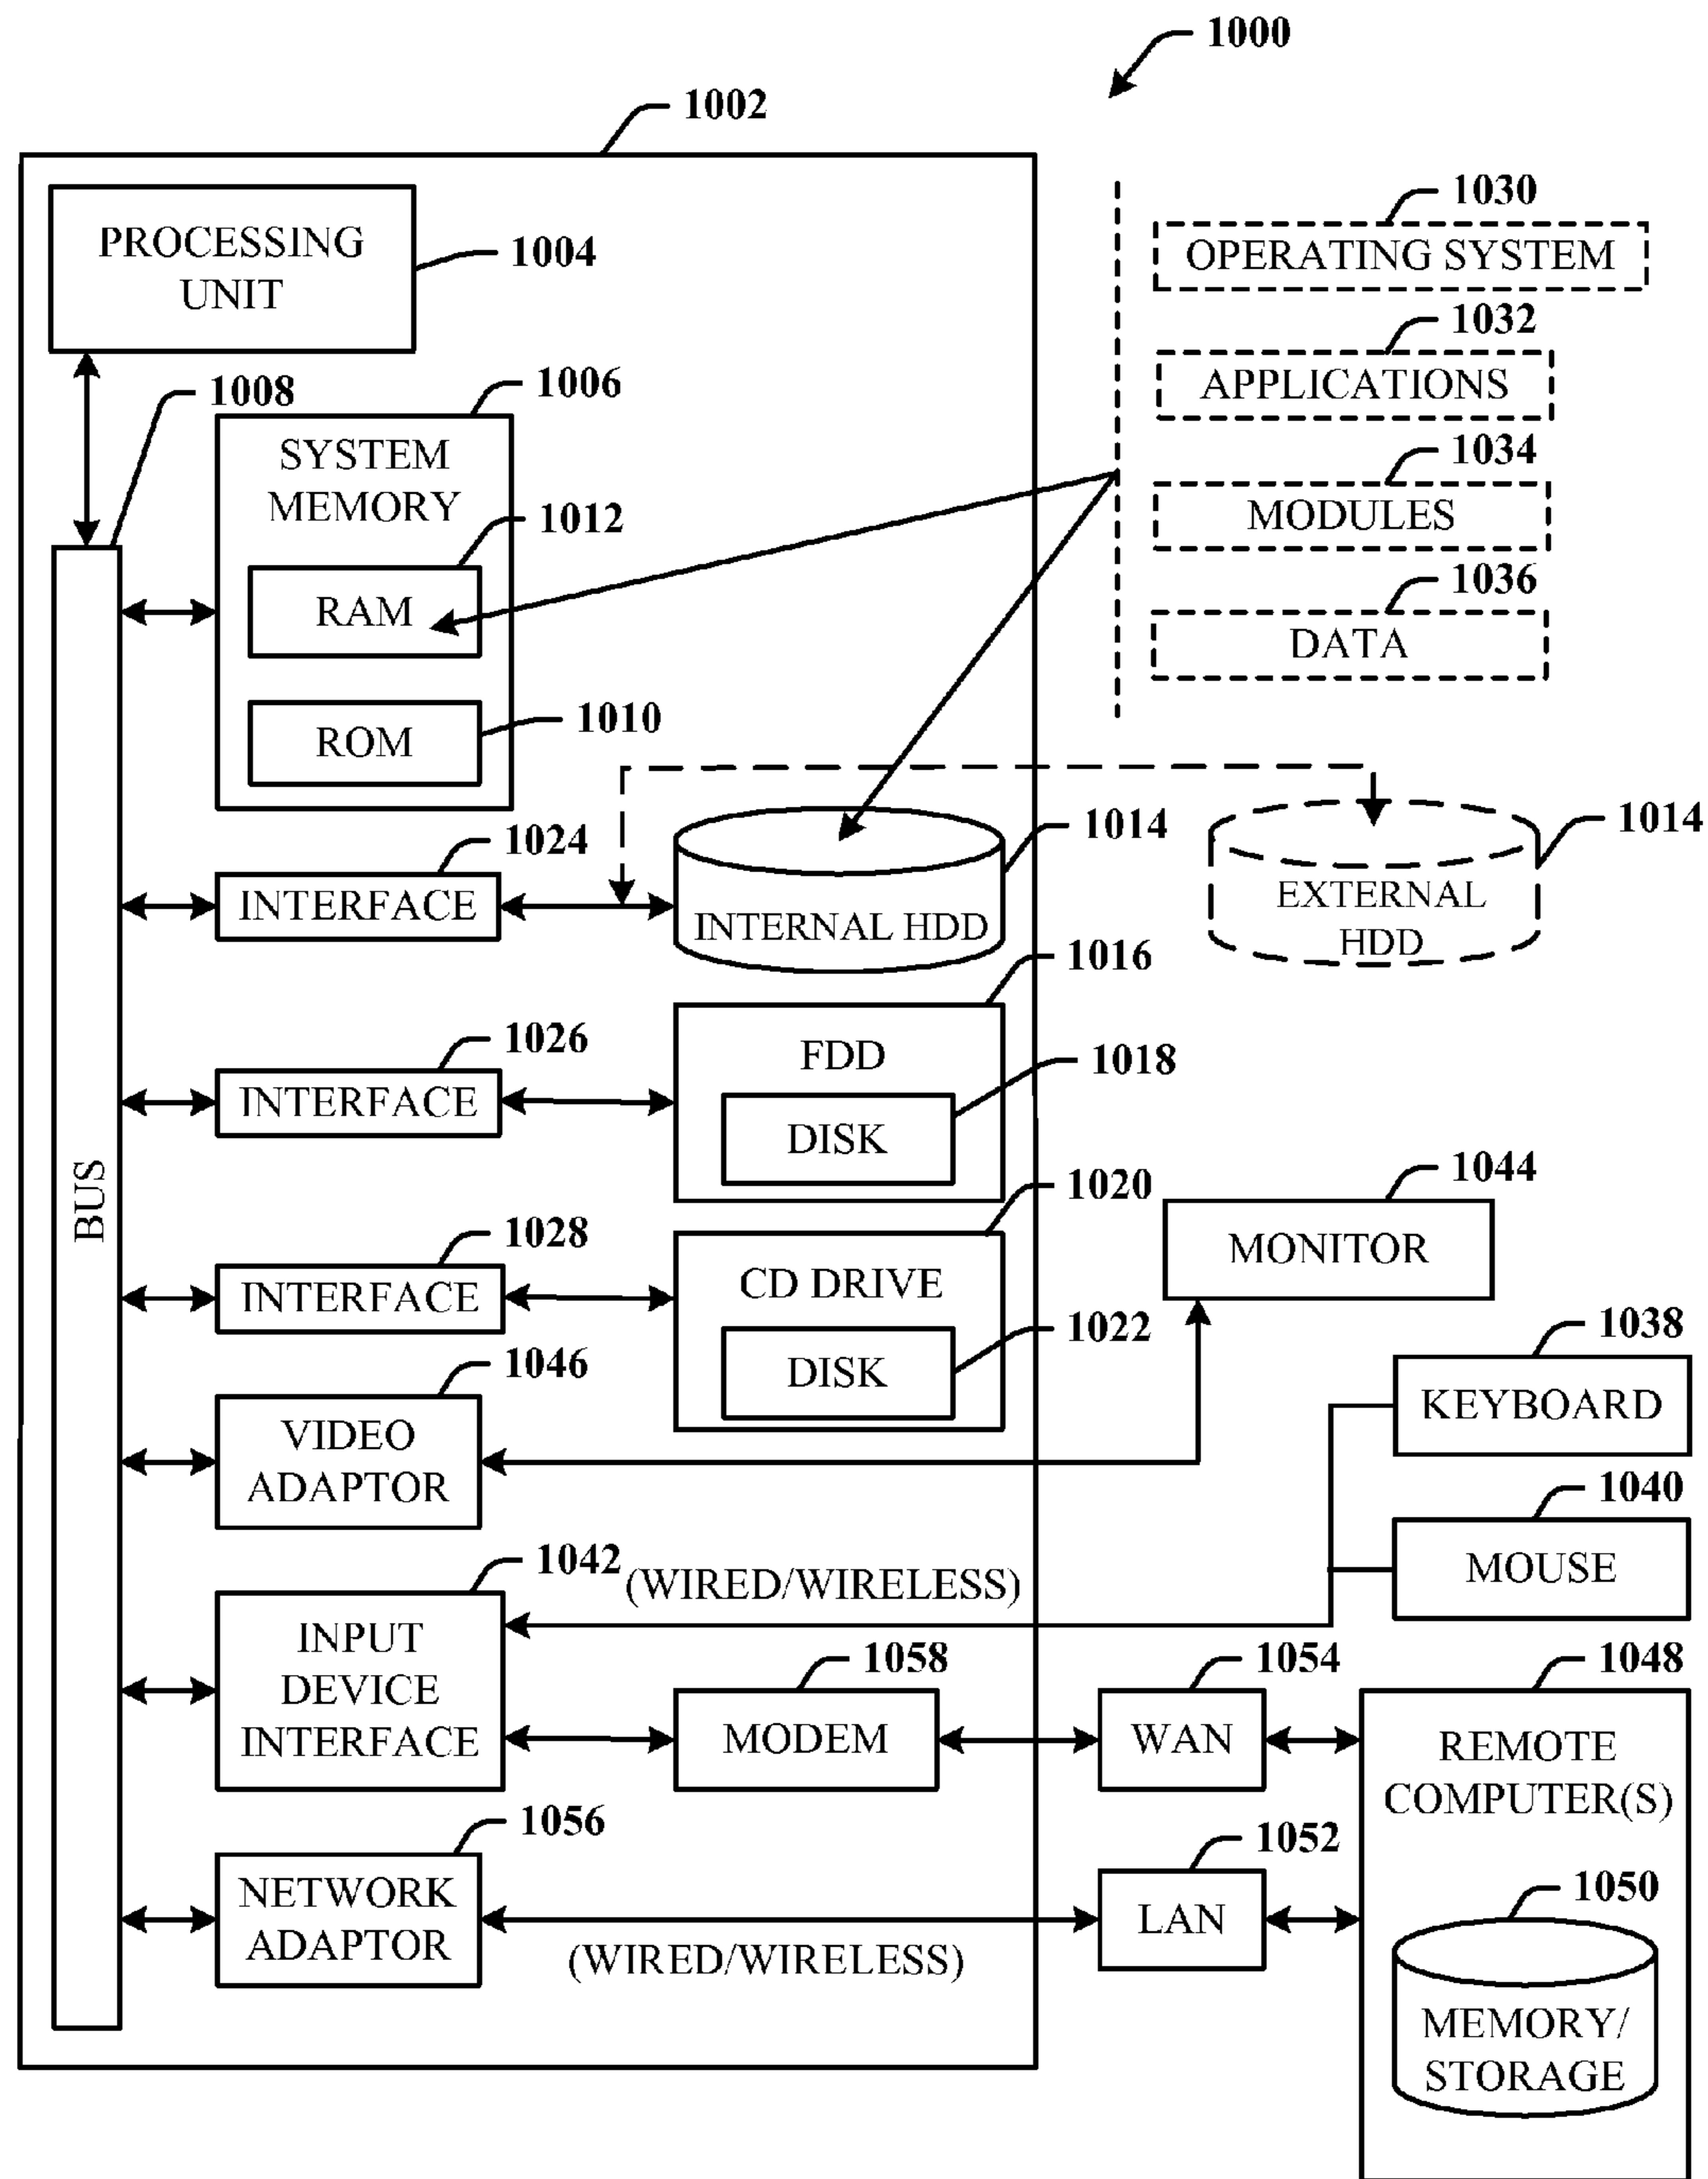 1000
1002
PROCESSING
UNIT
1004
1030
OPERATING SYSTEM
1032
APPLICATIONS
1034
MODULES
1036
DATA
1008
1006
SYSTEM
MEMORY
1012
RAM
1010
ROM
1024
INTERFACE
1014
INTERNAL HDD
1014
EXTERNAL
HDD
1016
FDD
1026
INTERFACE
1018
DISK
BUS
1020
CD DRIVE
1028
INTERFACE
1022
DISK
1044
MONITOR
1046
VIDEO
ADAPTOR
1038
KEYBOARD
1040
MOUSE
1042
(WIRED/WIRELESS)
INPUT
DEVICE
INTERFACE
1058
MODEM
1054
WAN
1048
REMOTE
COMPUTER(S)
1056
NETWORK
ADAPTOR
(WIRED/WIRELESS)
1052
LAN
1050
MEMORY/
STORAGE